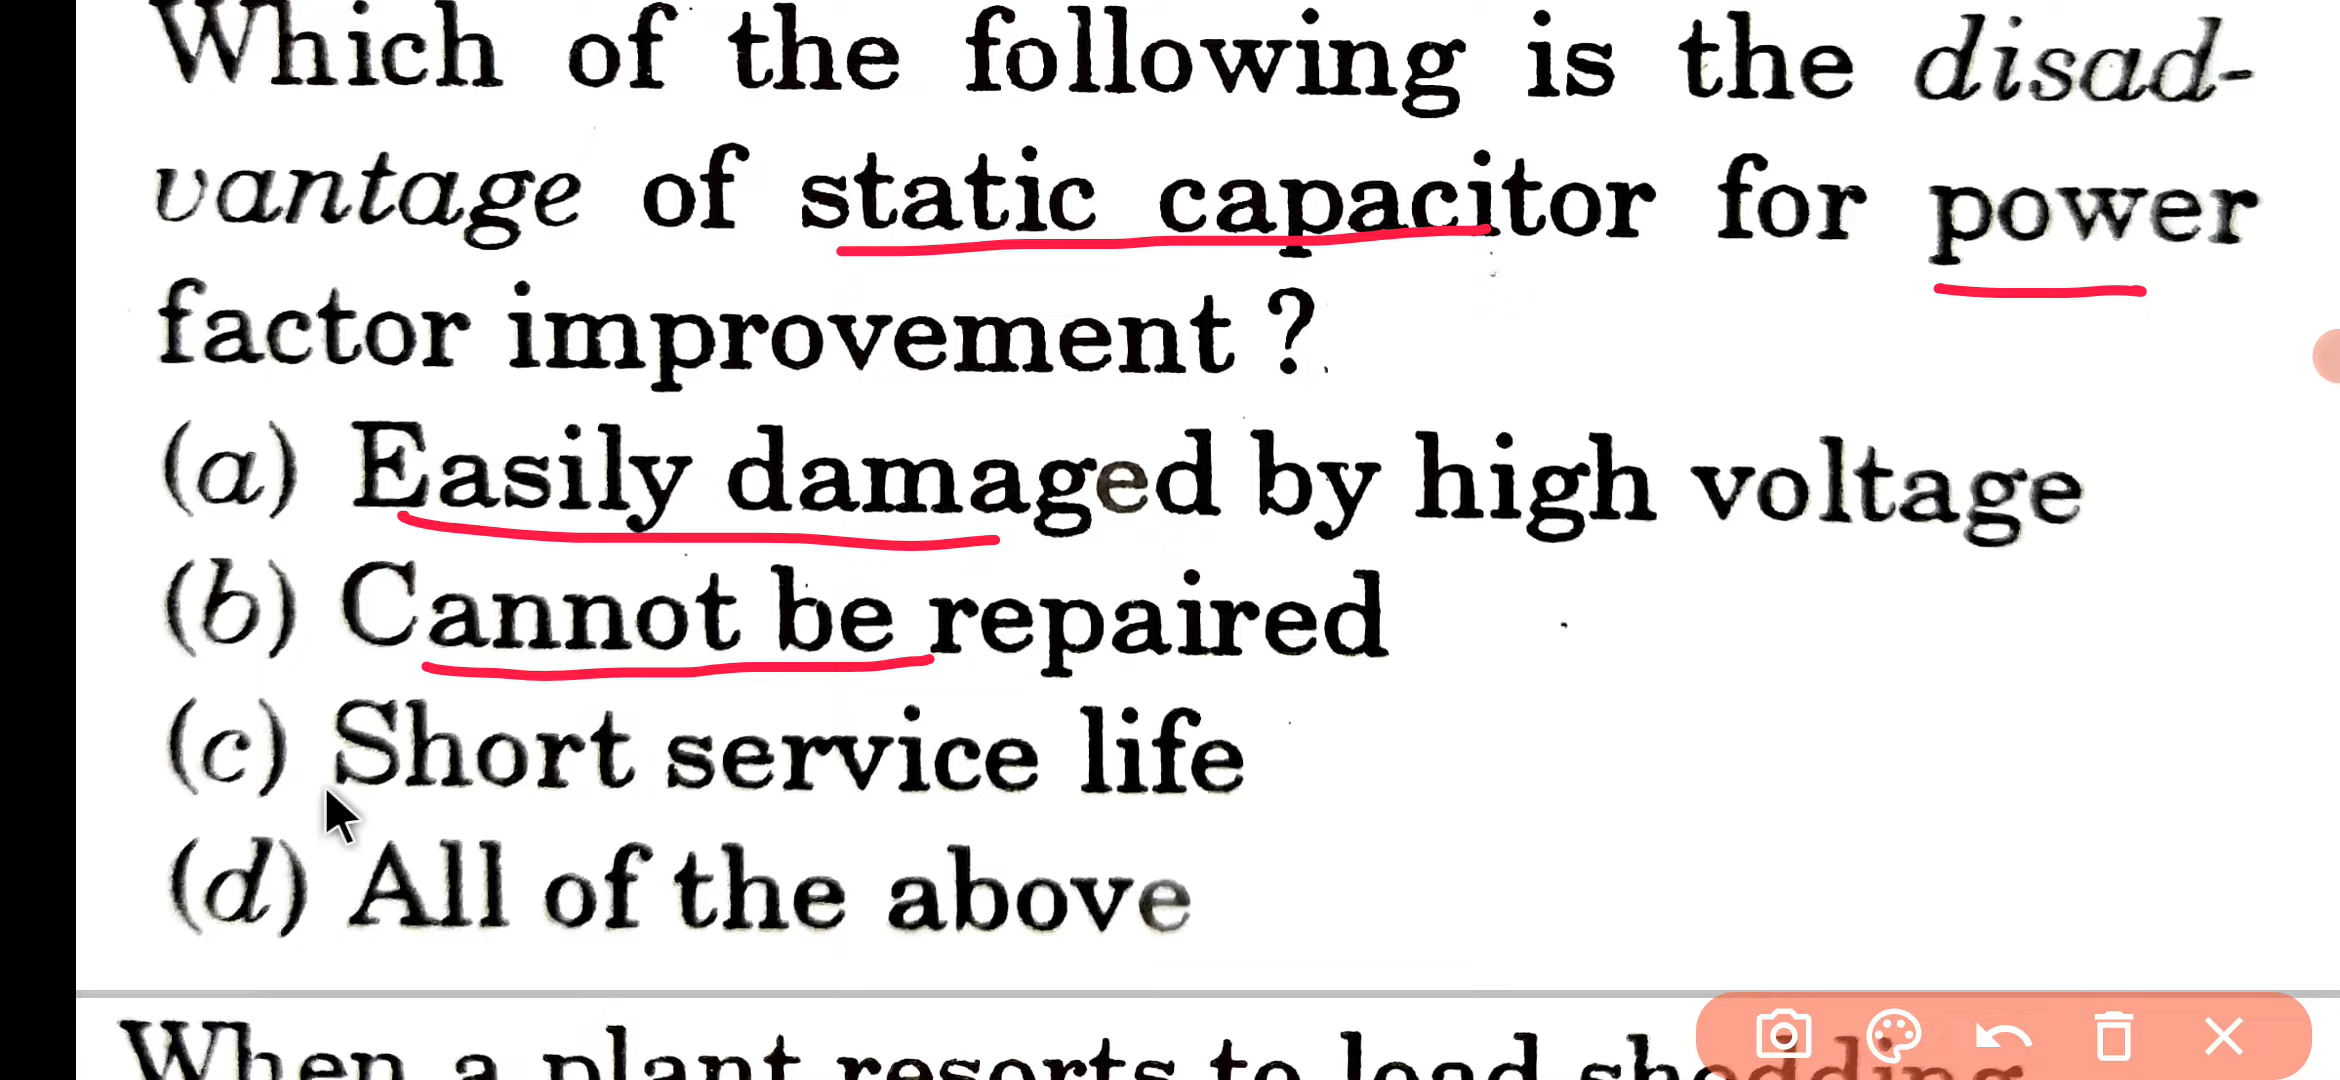 Which of the following is the disad-
vantage of static capacitor for power
factor improvement ?
(a) Easily damaged by high voltage
(b) Cannot be repaired
(c) Short service life
(d) All of the above
When a plant resorts to load shedding